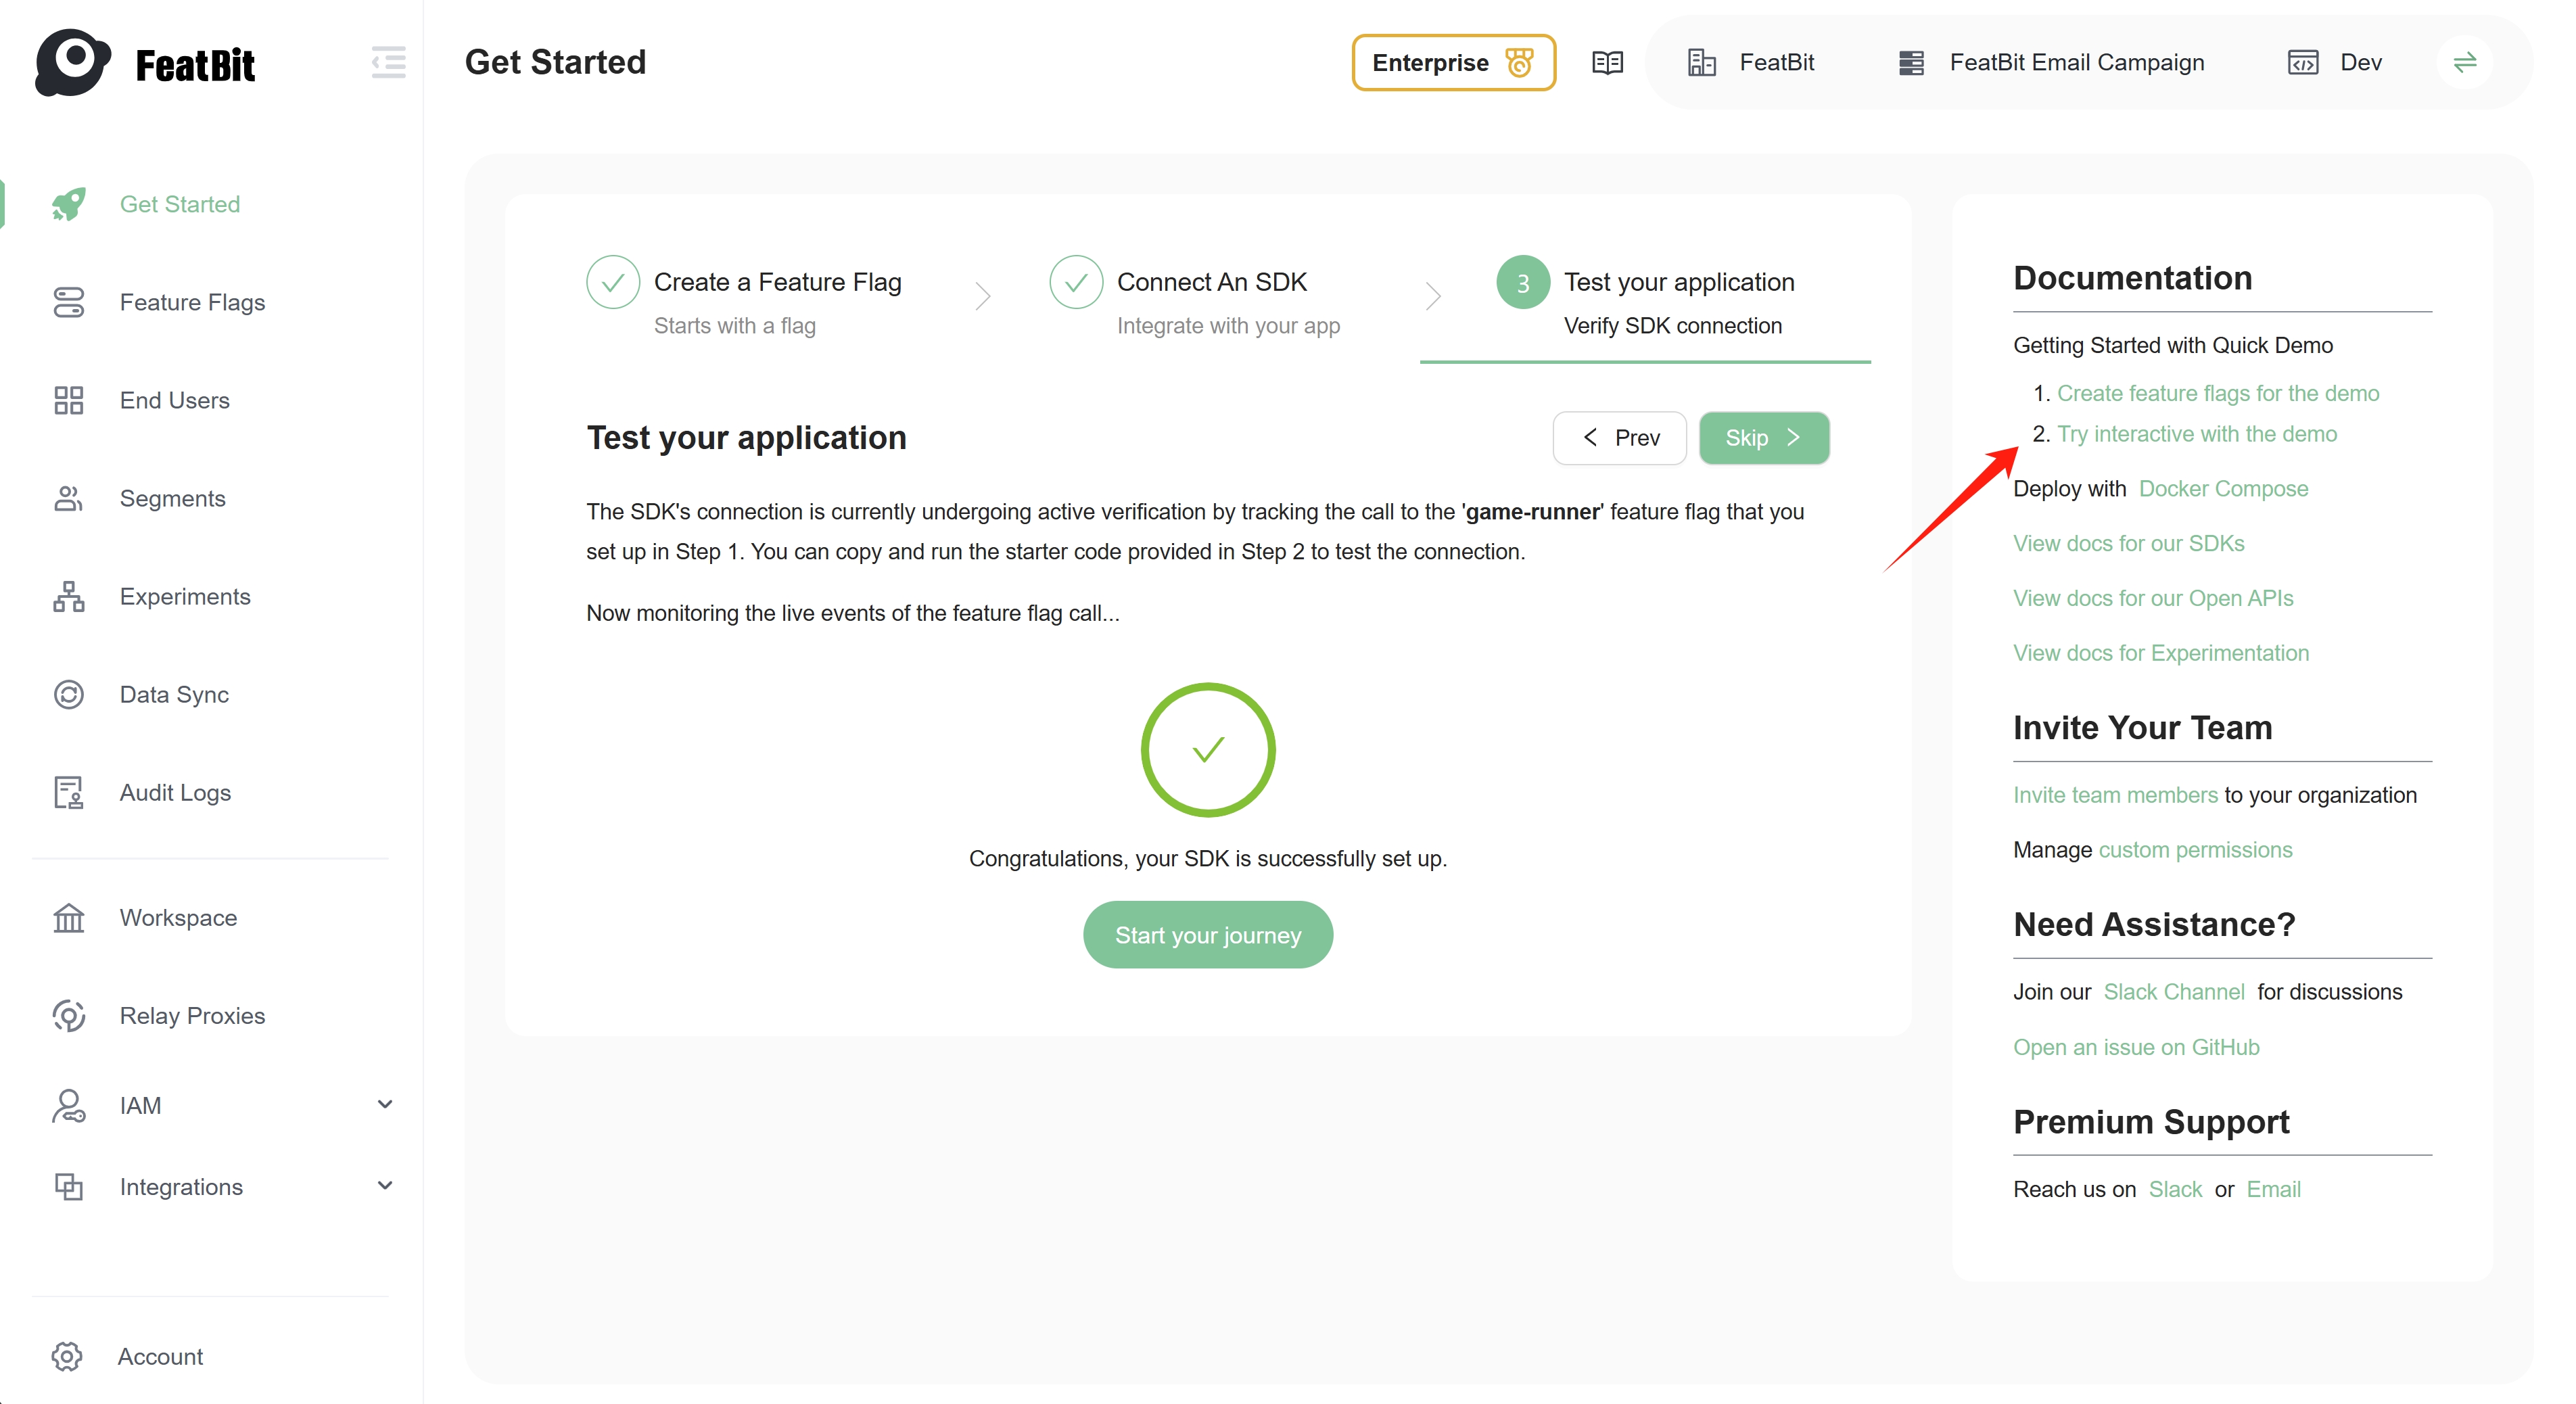 FeatBit
Get Started
Enterprise
FeatBit
FeatBit Email Campaign
Dev
Get Started
Feature Flags
End Users
Segments
Experiments
Data Sync
Audit Logs
Workspace
Relay Proxies
IAM
Integrations
Account
Create a Feature Flag
Starts with a flag
Connect An SDK
Integrate with your app
3
Test your application
Verify SDK connection
Test your application
Prev
Skip
The SDK's connection is currently undergoing active verification by tracking the call to the 'game-runner' feature flag that you
set up in Step 1. You can copy and run the starter code provided in Step 2 to test the connection.
Now monitoring the live events of the feature flag call...
Congratulations, your SDK is successfully set up.
Start your journey
Documentation
Getting Started with Quick Demo
1. Create feature flags for the demo
2. Try interactive with the demo
Deploy with Docker Compose
View docs for our SDKs
View docs for our Open APIs
View docs for Experimentation
Invite Your Team
Invite team members to your organization
Manage custom permissions
Need Assistance?
Join our Slack Channel for discussions
Open an issue on GitHub
Premium Support
Reach us on Slack or Email